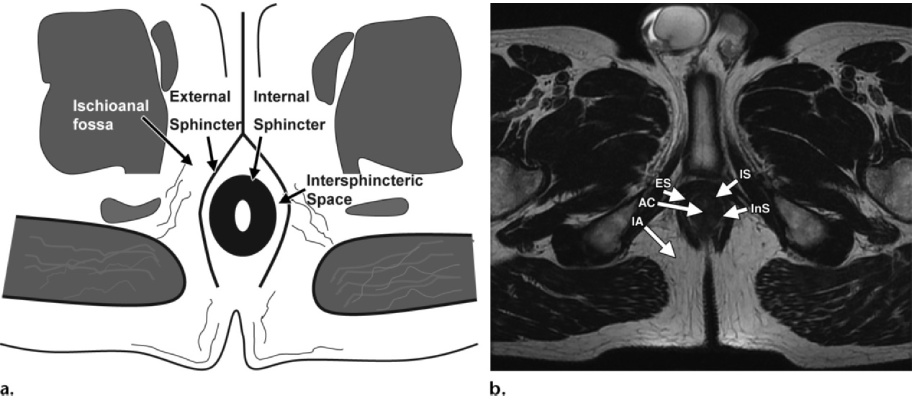 Ischioanal
fossa
External
Sphincter
Internal
Sphincter
Intersphincteric
Space
ES
AC
IA
IS
InS
a.
b.